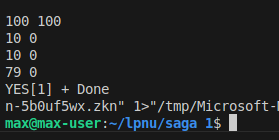 100 100
10 0
10 0
79 0
YES[1] + Done
n-5b0uf5wx.zkn" 1>"/tmp/Microsoft-
max@max-user:~/lpnu/saga 1$